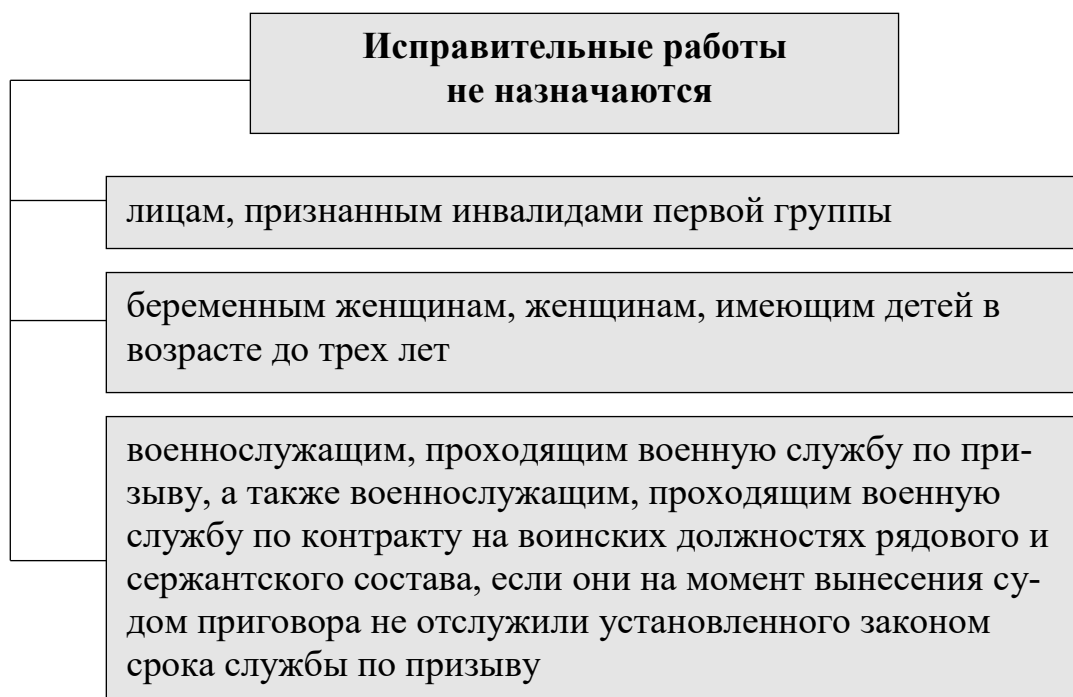 Исправительные работы
не назначаются
лицам, признанным инвалидами первой группы
беременным женщинам, женщинам, имеющим детей в
возрасте до трех лет
военнослужащим, проходящим военную службу по при-
зыву, а также военнослужащим, проходящим военную
службу по контракту на воинских должностях рядового и
сержантского состава, если они на момент вынесения су-
дом приговора не отслужили установленного законом
срока службы по призыву